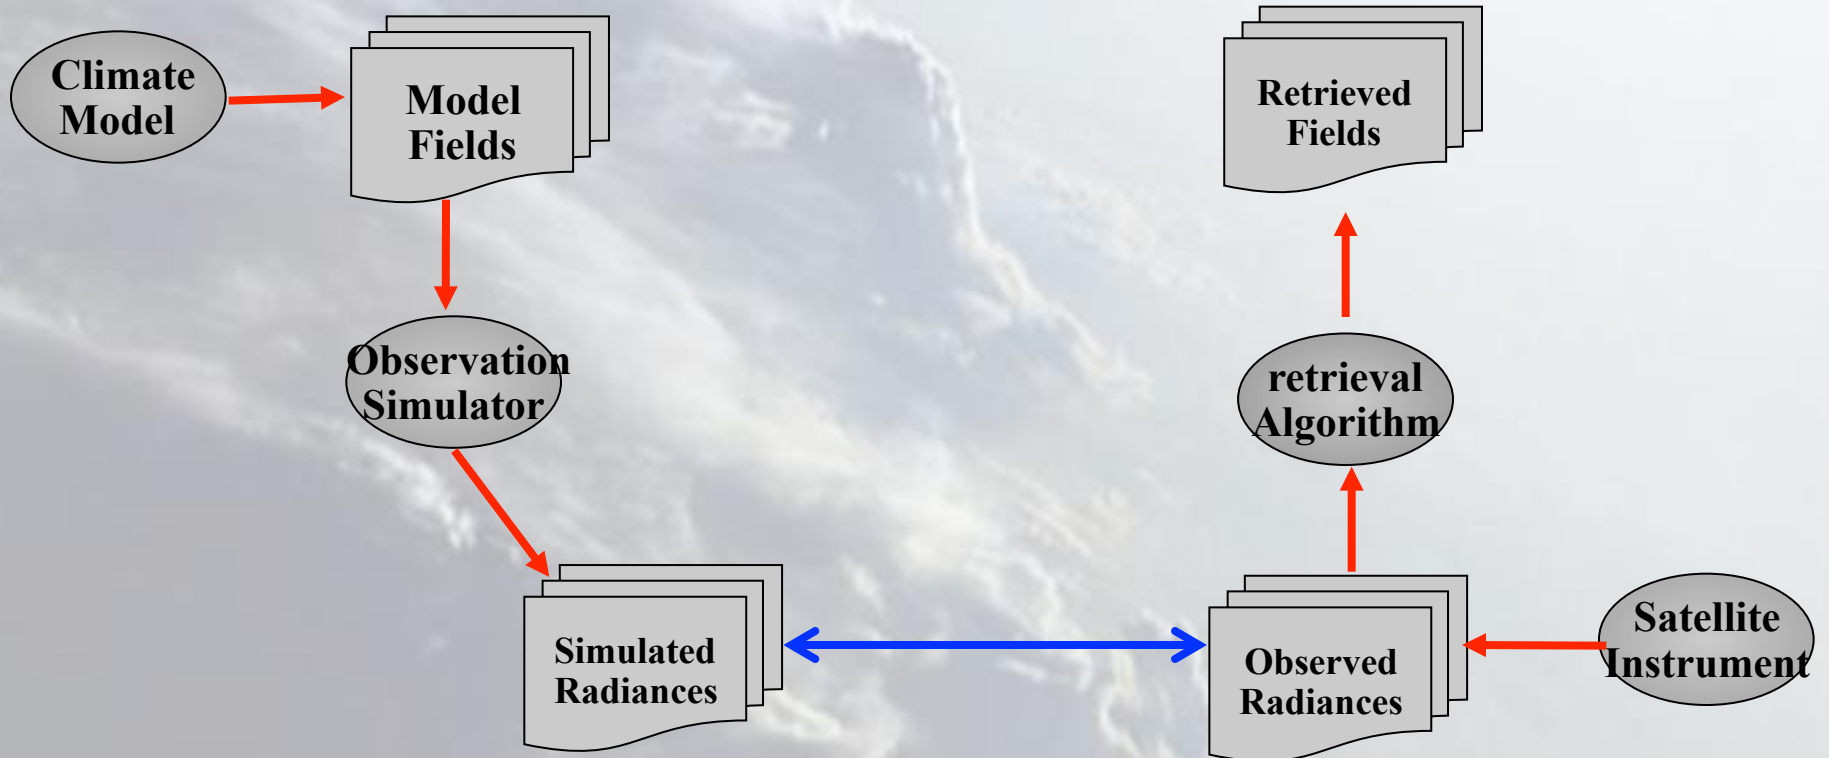 Climate
Model
Model
Fields
Retrieved
Fields
Observation
Simulator
retrieval
Algorithm
Simulated
Radiances
Observed
Radiances
Satellite
Instrument